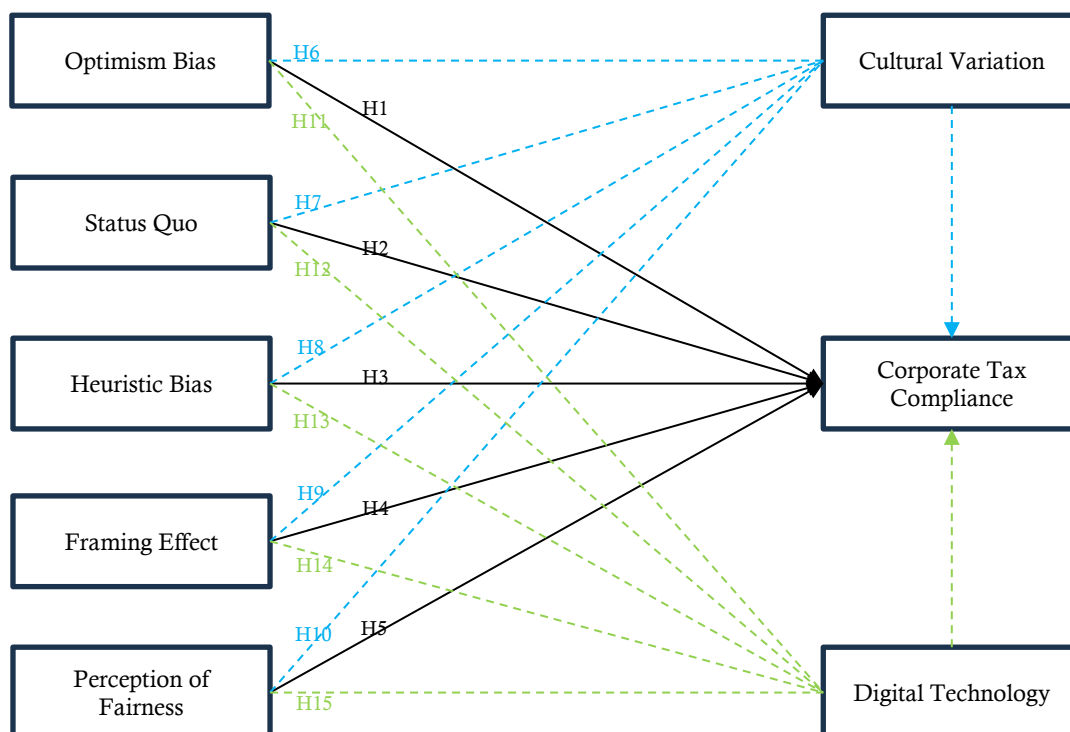 Optimism Bias
H6
Cultural Variation
H1
H11
Status Quo
H7
H2
H12
Heuristic Bias
H8
H3
H13
Corporate Tax
Compliance
Framing Effect
H9
H4
H14
Perception of
Fairness
H10
H5
H15
Digital Technology